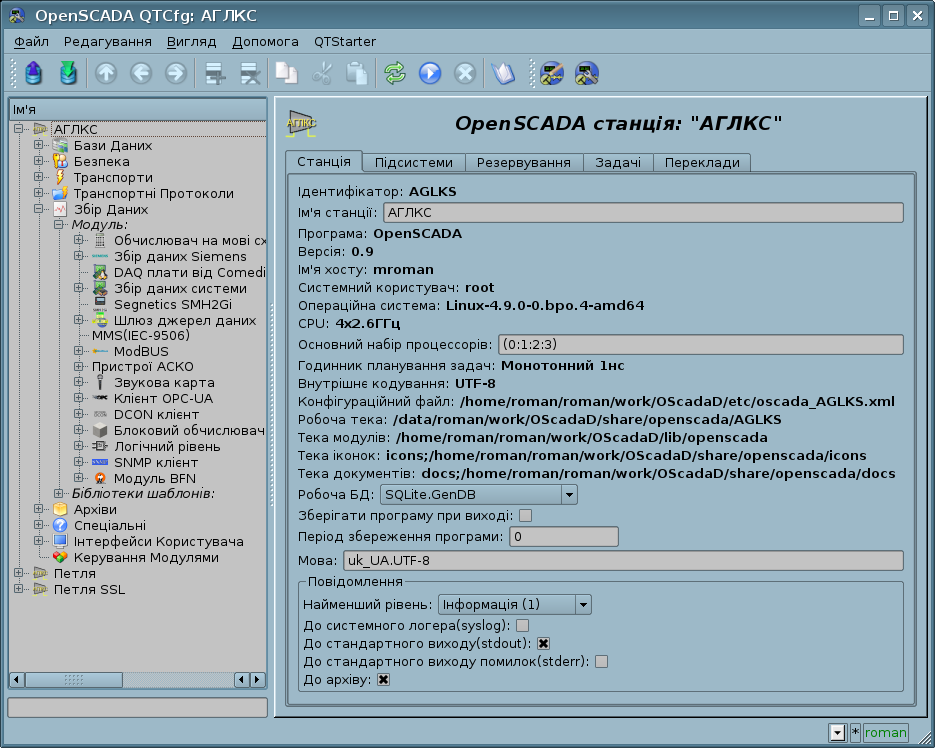 OpenSCADA QTCfg: АГЛКС
Файл Редагування Вигляд Допомога QTStarter
Ім'я
АГЛКС
Бази Даних
Безпека
Транспорти
Транспортні Протоколи
Збір Даних
Модуль:
Обчислювач на мові сх
Збір даних Siemens
DAQ плати від Comedi
Збір даних системи
Segnetics SMH2Gi
Шлюз джерел даних
MMS(IEC-9506)
ModBUS
Пристрої АСКО
Звукова карта
Клієнт OPC-UA
DCON клієнт
Блоковий обчислювач
Логічний рівень
SNMP клієнт
Модуль BFN
Бібліотеки шаблонів:
Архіви
Спеціальні
Інтерфейси Користувача
Керування Модулями
Петля
Петля SSL
АГЛКС
OpenSCADA станція: "АГЛКС"
Станція Підсистеми Резервування Задачі Переклади
Ідентифікатор: AGLKS
Ім'я станції: АГЛКС
Програма: OpenSCADA
Версія: 0.9
Ім'я хосту: mroman
Системний користувач: root
Операційна система: Linux-4.9.0-0.bpo.4-amd64
CPU: 4x2.6ГГц
Основний набір процессорів: (0:1:2:3)
Годинник планування задач: Монотонний 1нс
Внутрішнє кодування: UTF-8
Конфігураційний файл: /home/roman/roman/work/OScadaD/etc/oscada_AGLKS.xml
Робоча тека: /data/roman/work/OScadaD/share/openscada/AGLKS
Тека модулів: /home/roman/roman/work/OScadaD/lib/openscada
Тека іконок: icons;/home/roman/roman/work/OScadaD/share/openscada/icons
Тека документів: docs;/home/roman/roman/work/OScadaD/share/openscada/docs
Робоча БД: SQLite.GenDB
Зберігати програму при виході:
Період збереження програми: 0
Мова: uk_UA.UTF-8
Повідомлення
Найменший рівень: Інформація (1)
До системного логера(syslog):
До стандартного виходу(stdout):
До стандартного виходу помилок(stderr):
До архіву:
* roman